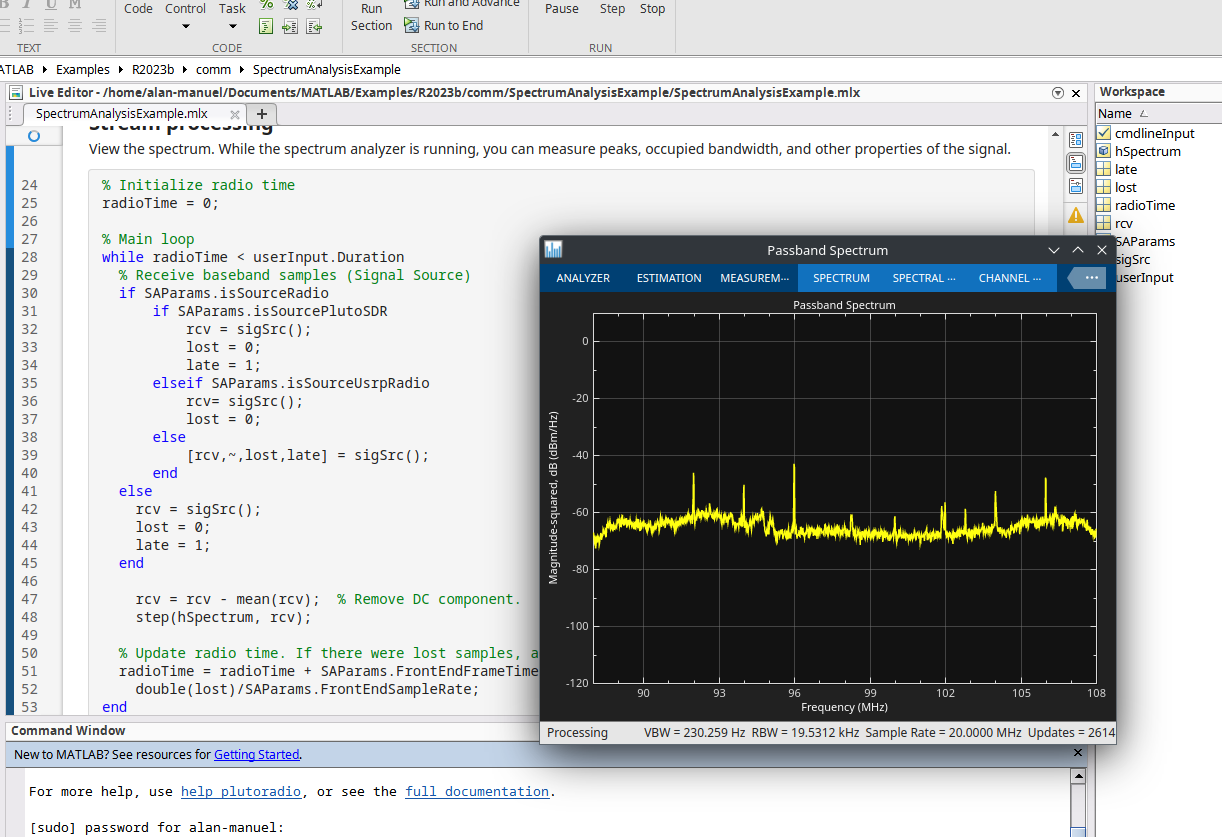 B I U M
Code Control Task
Run Section
Run and Advance
Run to End
Pause Step Stop
TEXT CODE SECTION RUN
ATLAB Examples R2023b comm SpectrumAnalysisExample
Live Editor - /home/alan-manuel/Documents/MATLAB/Examples/R2023b/comm/SpectrumAnalysisExample/SpectrumAnalysisExample.mlx
SpectrumAnalysisExample.mlx +
Stream processing
View the spectrum. While the spectrum analyzer is running, you can measure peaks, occupied bandwidth, and other properties of the signal.
24 % Initialize radio time
25 radioTime = 0;
26
27 % Main loop
28 while radioTime < userInput.Duration
29 % Receive baseband samples (Signal Source)
30 if SAParams.isSourceRadio
31 if SAParams.isSourcePlutoSDR
32 rcv = sigSrc();
33 lost = 0;
34 late = 1;
35 elseif SAParams.isSourceUsrpRadio
36 rcv= sigSrc();
37 lost = 0;
38 else
39 [rcv,~,lost,late] = sigSrc();
40 end
41 else
42 rcv = sigSrc();
43 lost = 0;
44 late = 1;
45 end
46
47 rcv = rcv - mean(rcv); % Remove DC component.
48 step(hSpectrum, rcv);
49
50 % Update radio time. If there were lost samples, a
51 radioTime = radioTime + SAParams.FrontEndFrameTime
52 double(lost)/SAParams.FrontEndSampleRate;
53 end
Workspace
Name
cmdlineInput
hSpectrum
late
lost
radioTime
rcv
SAParams
sigSrc
userInput
Passband Spectrum
ANALYZER ESTIMATION MEASUREM··· SPECTRUM SPECTRAL ··· CHANNEL ··· ···
Passband Spectrum
Magnitude-squared, dB (dBm/Hz)
0
-20
-40
-60
-80
-100
-120
90 93 96 99 102 105 108
Frequency (MHz)
Processing VBW = 230.259 Hz RBW = 19.5312 kHz Sample Rate = 20.0000 MHz Updates = 2614
Command Window
New to MATLAB? See resources for Getting Started.
For more help, use help plutoradio, or see the full documentation.
[sudo] password for alan-manuel: